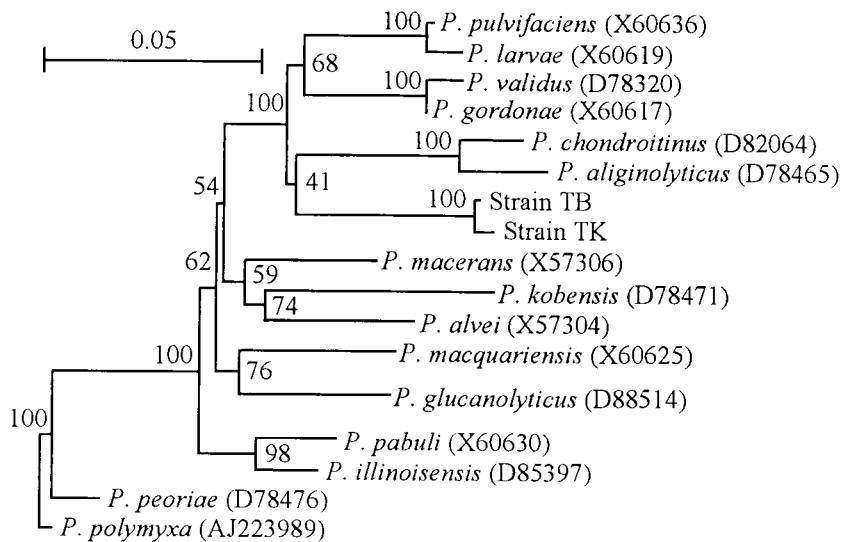 100 P. pulvifaciens (X60636)
0.05
P. larvae (X60619)
68
100 P. validus (D78320)
100
P. gordonae (X60617)
100 P. chondroitinus (D82064)
P. aliginolyticus (D78465)
41
54
100 Strain TB
Strain TK
62
P. macerans (X57306)
59
P. kobensis (D78471)
74
P. alvei (X57304)
100
P. macquariensis (X60625)
76
P. glucanolyticus (D88514)
100
P. pabuli (X60630)
98
P. illinoisensis (D85397)
P. peoriae (D78476)
P. polymyxa (AJ223989)